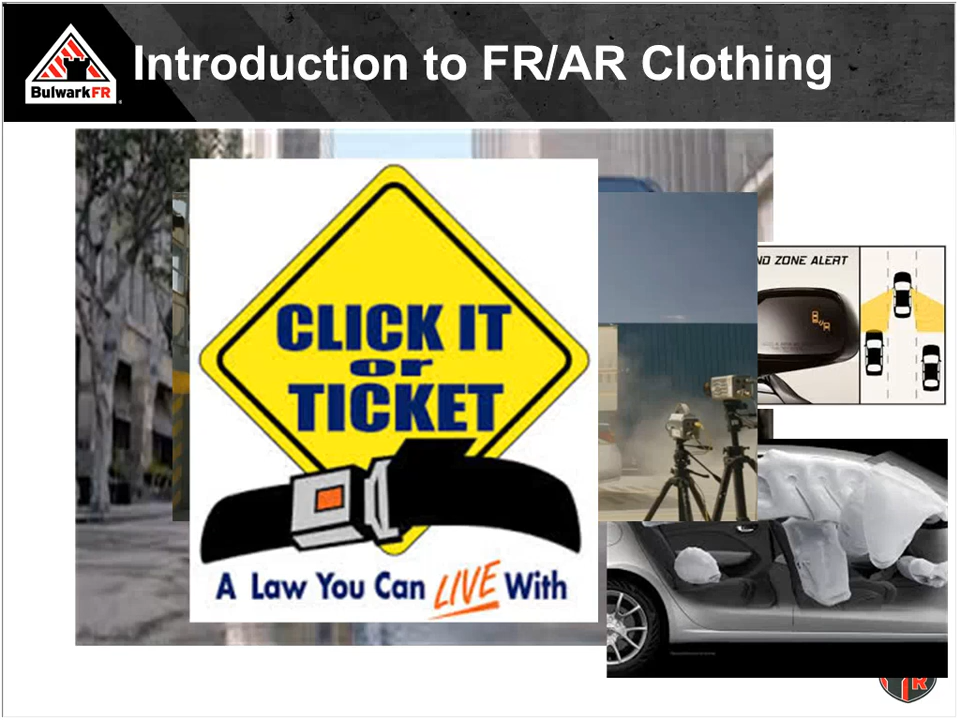 Introduction to FR/AR Clothing
BulwarkFR
CLICK IT
or
TICKET
A Law You Can LIVE With
ND ZONE ALERT
R